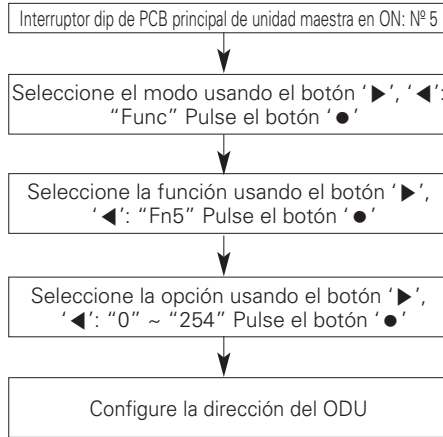 Interruptor dip de PCB principal de unidad maestra en ON: Nº 5
Seleccione el modo usando el botón ‘▶’, ‘◀’:
“Func” Pulse el botón ‘●’
Seleccione la función usando el botón ‘▶’,
‘◀’: “Fn5” Pulse el botón ‘●’
Seleccione la opción usando el botón ‘▶’,
‘◀’: “0” ~ “254” Pulse el botón ‘●’
Configure la dirección del ODU